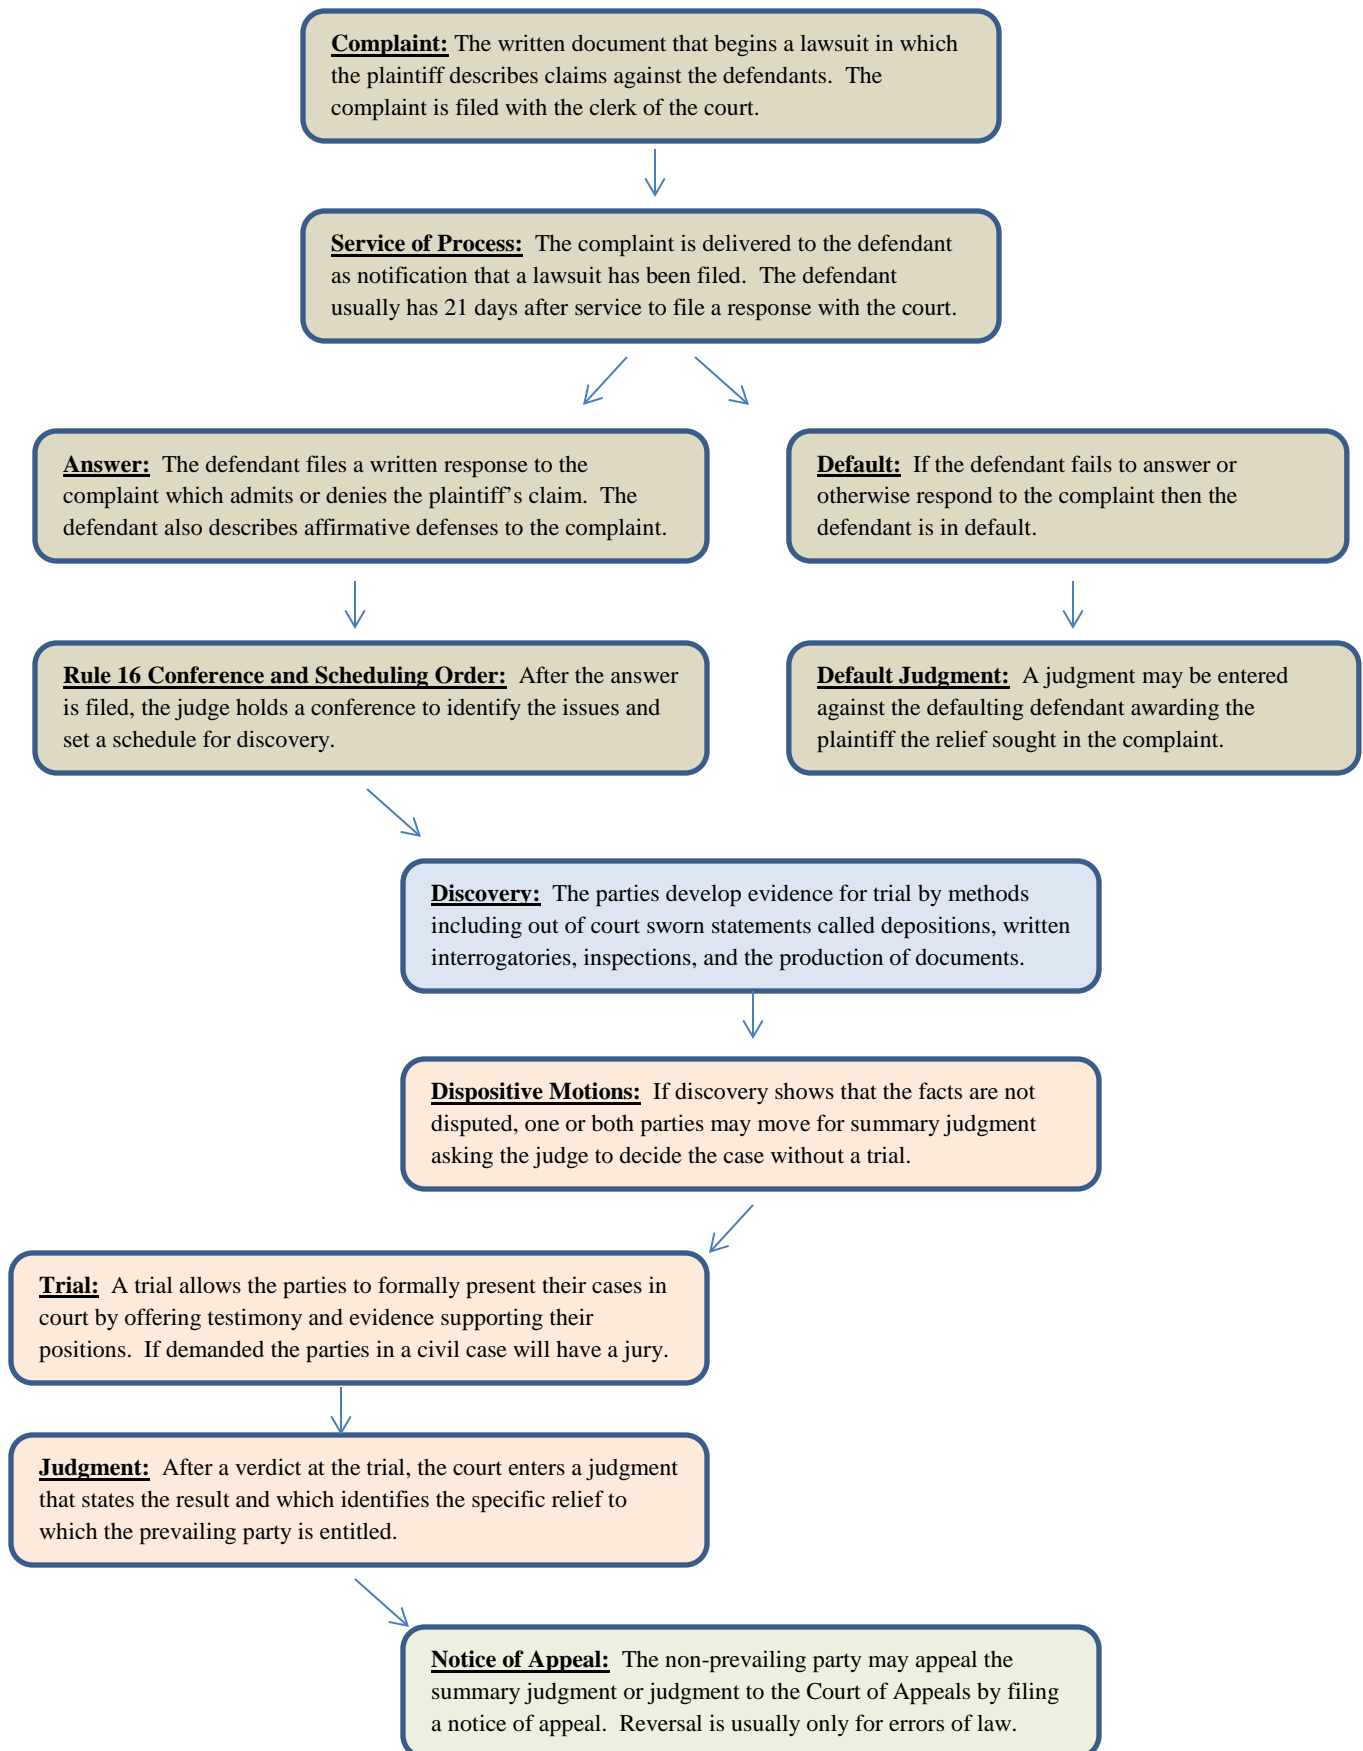 Complaint: The written document that begins a lawsuit in which
the plaintiff describes claims against the defendants. The
complaint is filed with the clerk of the court.
Service of Process: The complaint is delivered to the defendant
as notification that a lawsuit has been filed. The defendant
usually has 21 days after service to file a response with the court.
Answer: The defendant files a written response to the
complaint which admits or denies the plaintiff’s claim. The
defendant also describes affirmative defenses to the complaint.
Default: If the defendant fails to answer or
otherwise respond to the complaint then the
defendant is in default.
Rule 16 Conference and Scheduling Order: After the answer
is filed, the judge holds a conference to identify the issues and
set a schedule for discovery.
Default Judgment: A judgment may be entered
against the defaulting defendant awarding the
plaintiff the relief sought in the complaint.
Discovery: The parties develop evidence for trial by methods
including out of court sworn statements called depositions, written
interrogatories, inspections, and the production of documents.
Dispositive Motions: If discovery shows that the facts are not
disputed, one or both parties may move for summary judgment
asking the judge to decide the case without a trial.
Trial: A trial allows the parties to formally present their cases in
court by offering testimony and evidence supporting their
positions. If demanded the parties in a civil case will have a jury.
Judgment: After a verdict at the trial, the court enters a judgment
that states the result and which identifies the specific relief to
which the prevailing party is entitled.
Notice of Appeal: The non-prevailing party may appeal the
summary judgment or judgment to the Court of Appeals by filing
a notice of appeal. Reversal is usually only for errors of law.